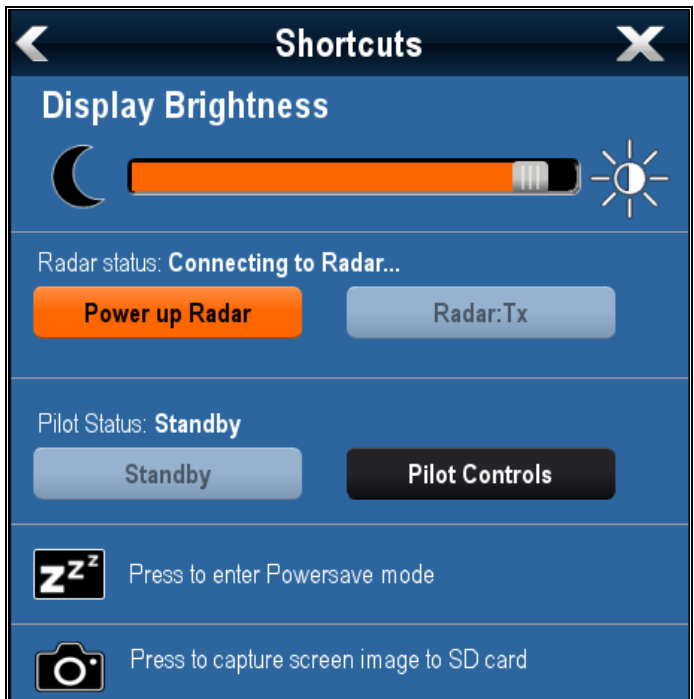 Shortcuts
Display Brightness
Radar status: Connecting to Radar...
Power up Radar
Radar:Tx
Pilot Status: Standby
Standby
Pilot Controls
zzz
Press to enter Powersave mode
Press to capture screen image to SD card